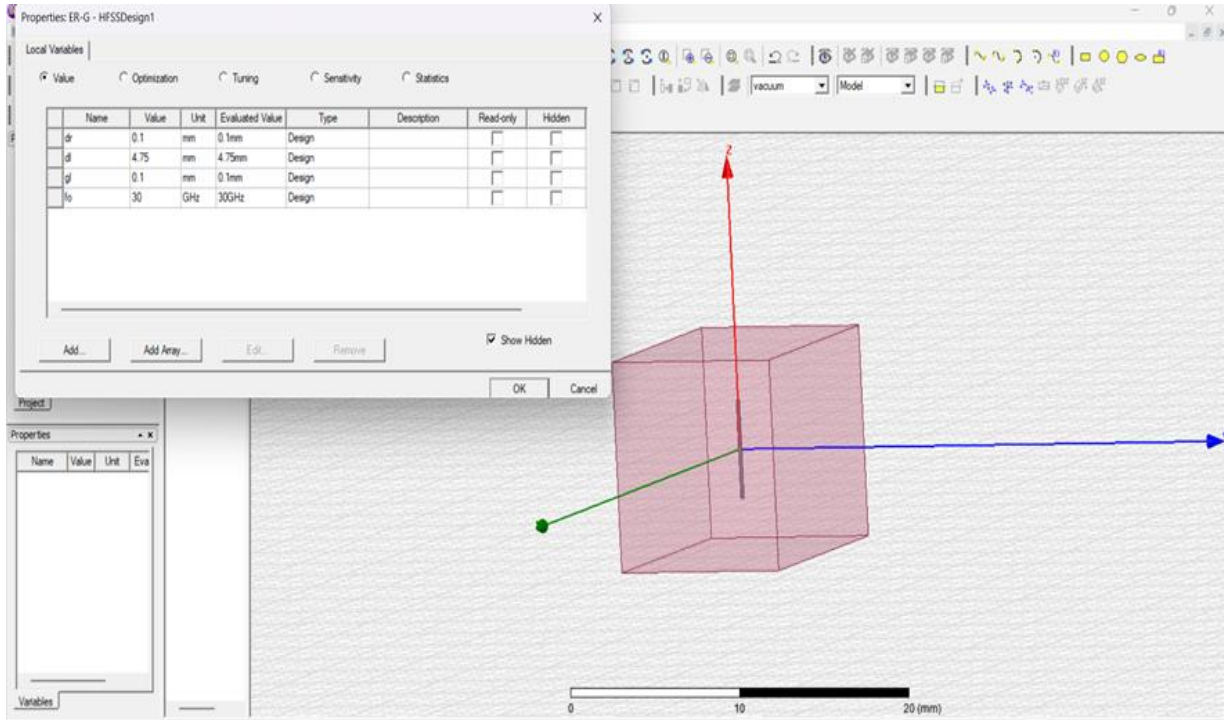 Properties: ER-G - HFSSDesign1
Local Variables
Value Optimization Tuning Sensitivity Statistics
Name Value Unit Evaluated Value Type Description Read-only Hidden
dr 0.1 mm 0.1mm Design
dl 4.75 mm 4.75mm Design
gl 0.1 mm 0.1mm Design
fo 30 GHz 30GHz Design
Show Hidden
Add... Add Array... Edit... Remove
OK Cancel
vacuum Model
Z
Project
Properties
Name Value Unit Eva
Variables
0 10 20 (mm)